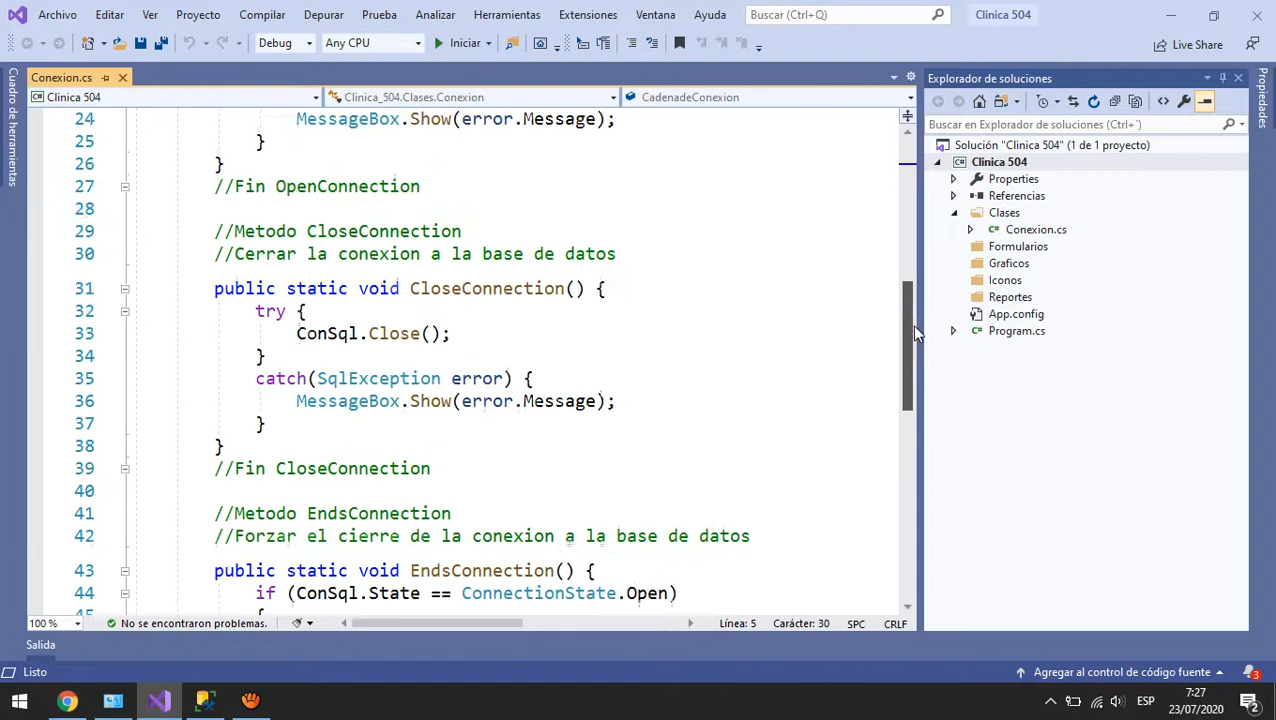 Archivo Editar Ver Proyecto Compilar Depurar Prueba Analizar Herramientas Extensiones Ventana Ayuda Buscar (Ctrl+Q) Clinica 504
Debug Any CPU Iniciar Live Share
Cuadro de herramientas
Conexion.cs
Clinica 504 Clinica_504.Clases.Conexion CadenadeConexion
24 MessageBox.Show(error.Message);
25 }
26 }
27 //Fin OpenConnection
28
29 //Metodo CloseConnection
30 //Cerrar la conexion a la base de datos
31 public static void CloseConnection() {
32 try {
33 ConSql.Close();
34 }
35 catch(SqlException error) {
36 MessageBox.Show(error.Message);
37 }
38 }
39 //Fin CloseConnection
40
41 //Metodo EndsConnection
42 //Forzar el cierre de la conexion a la base de datos
43 public static void EndsConnection() {
44 if (ConSql.State == ConnectionState.Open)
45 {
100 % No se encontraron problemas. Línea: 5 Carácter: 30 SPC CRLF
Explorador de soluciones
Buscar en Explorador de soluciones (Ctrl+`)
Solución "Clinica 504" (1 de 1 proyecto)
Clinica 504
Properties
Referencias
Clases
Conexion.cs
Formularios
Graficos
Iconos
Reportes
App.config
Program.cs
Propiedades
Salida
Listo Agregar al control de código fuente 3
ESP 7:27 23/07/2020 2